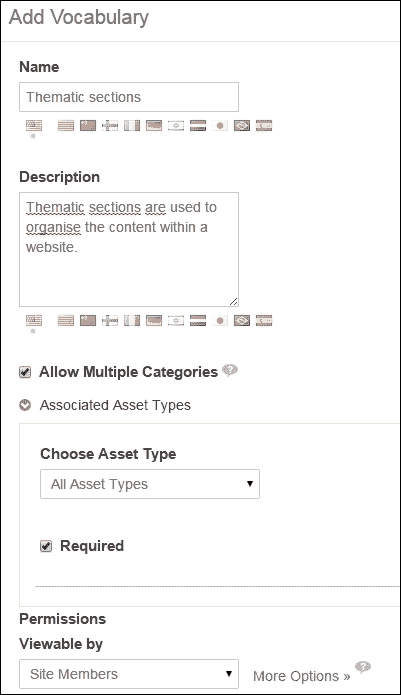 Add Vocabulary
Name
Thematic sections
Description
Thematic sections are used to
organise the content within a
website.
Allow Multiple Categories
Associated Asset Types
Choose Asset Type
All Asset Types
Required
Permissions
Viewable by
Site Members
More Options »